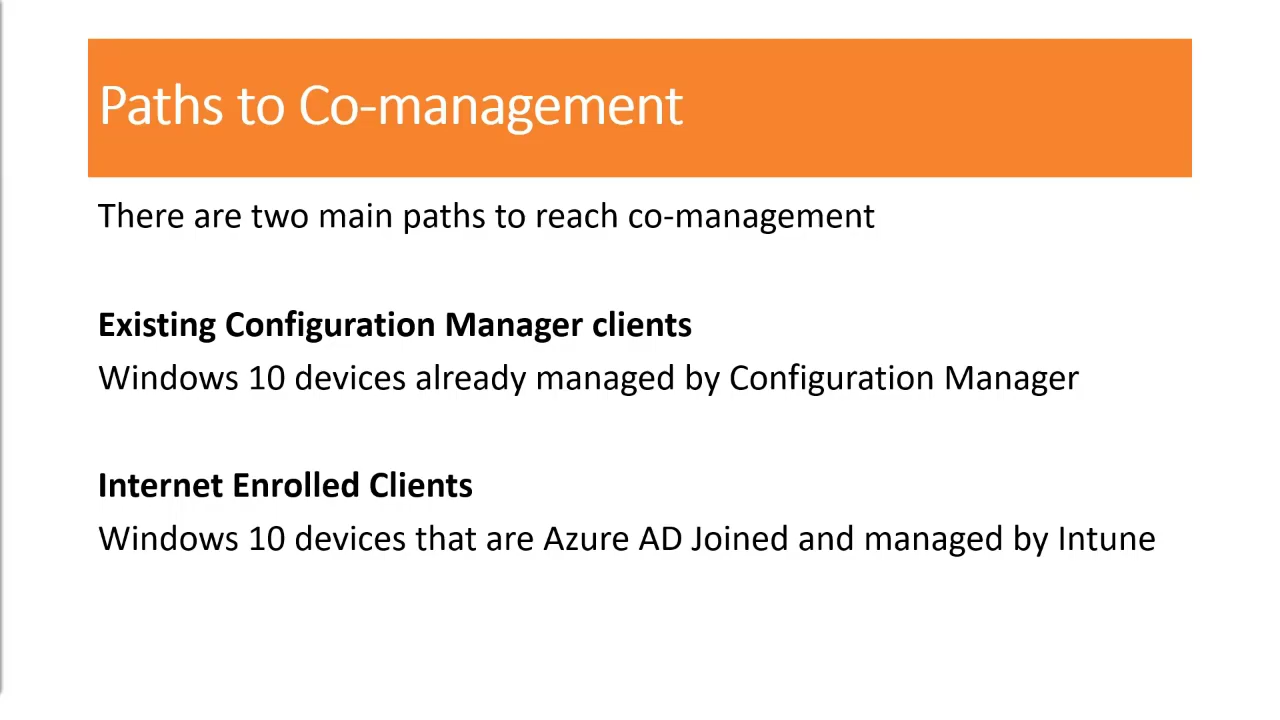 Paths to Co-management
There are two main paths to reach co-management
Existing Configuration Manager clients
Windows 10 devices already managed by Configuration Manager
Internet Enrolled Clients
Windows 10 devices that are Azure AD Joined and managed by Intune